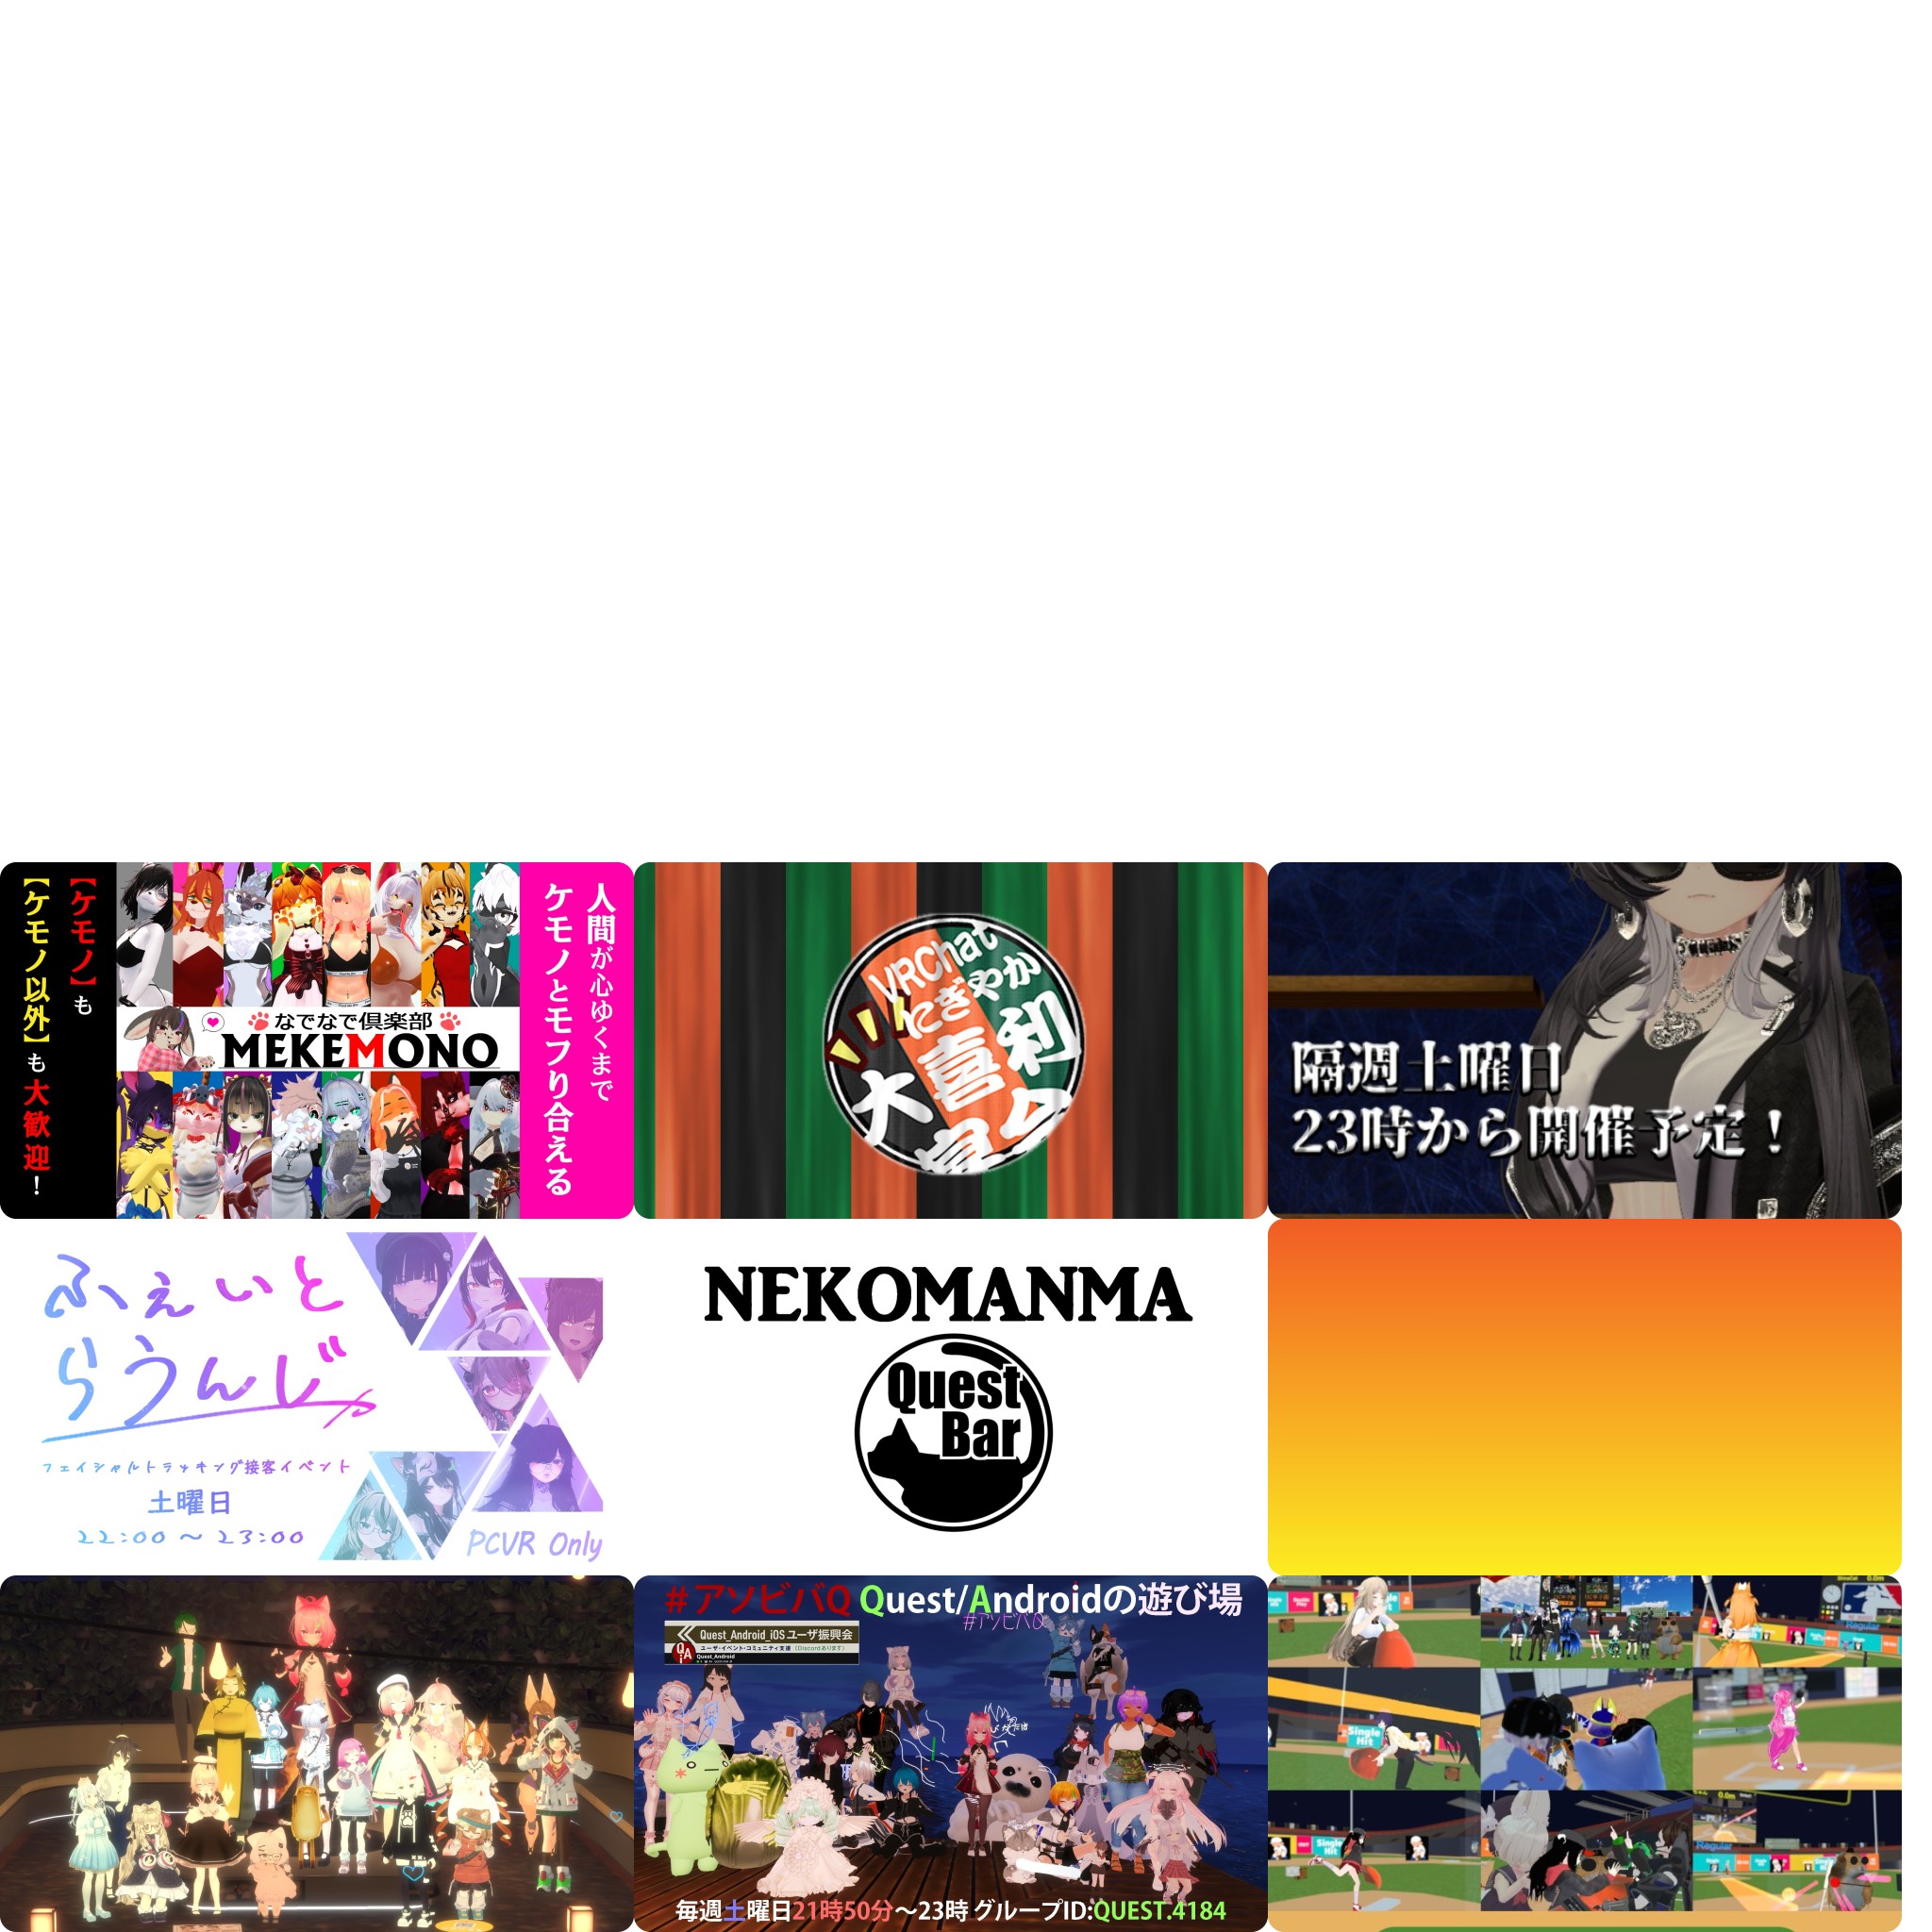 人間が心ゆくまで
ケモノとモフり合える
なでなで倶楽部
MEKEMONO
【ケモノ】も
【ケモノ以外】も大歓迎！
VRChat
にぎやか
大喜利
隔週土曜日
23時から開催予定！
ふぇいと
らうんじ
フェイシャルトラッキング接客イベント
土曜日
22:00 ～ 23:00
PCVR Only
NEKOMANMA
Quest
Bar
#アソビバQ Quest/Androidの遊び場
#アソビバQ
Quest_Android_iOSユーザ振興会
ユーザ・イベント・コミュニティ支援 (Discordあります)
Quest_Android
毎週土曜日21時50分～23時 グループID:QUEST.4184
Single
Hit
Regular
0.0m
Single
Hit
Single
Hit
0.0m
Regular